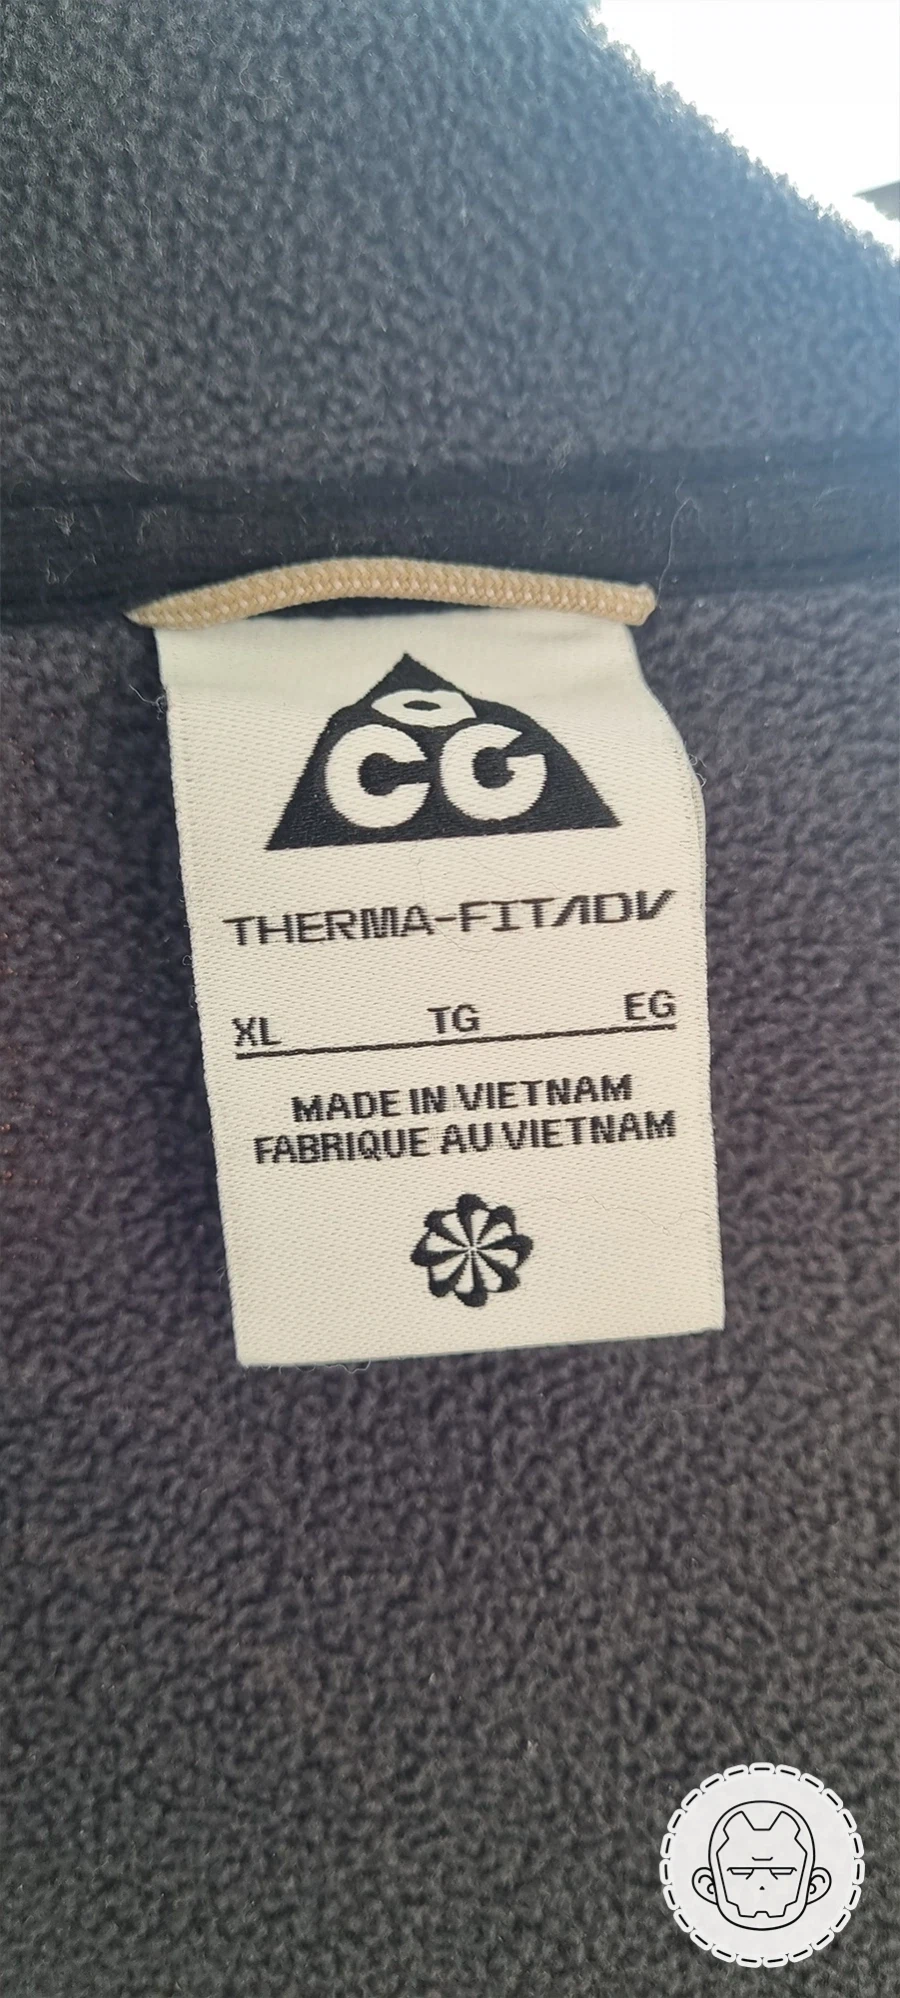 aCG
THERMA-FITADV
XL TG EG
MADE IN VIETNAM
FABRIQUE AU VIETNAM